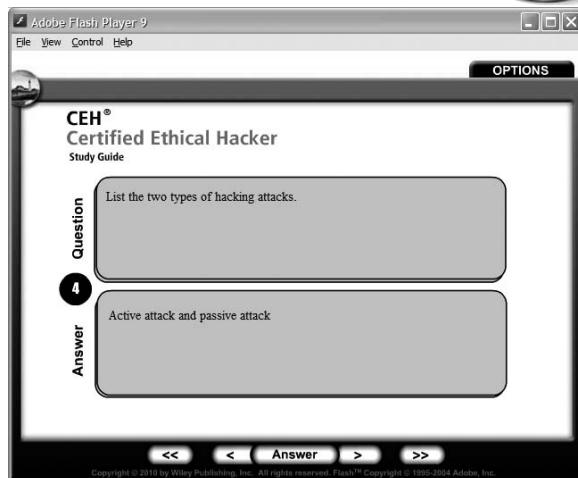 Adobe Flash Player 9
File View Control Help
OPTIONS
CEH®
Certified Ethical Hacker
Study Guide
Question
List the two types of hacking attacks.
4
Answer
Active attack and passive attack
<< < Answer > >>
Copyright © 2010 by Wiley Publishing, Inc. All rights reserved. Flash™ Copyright © 1995-2004 Adobe, Inc.